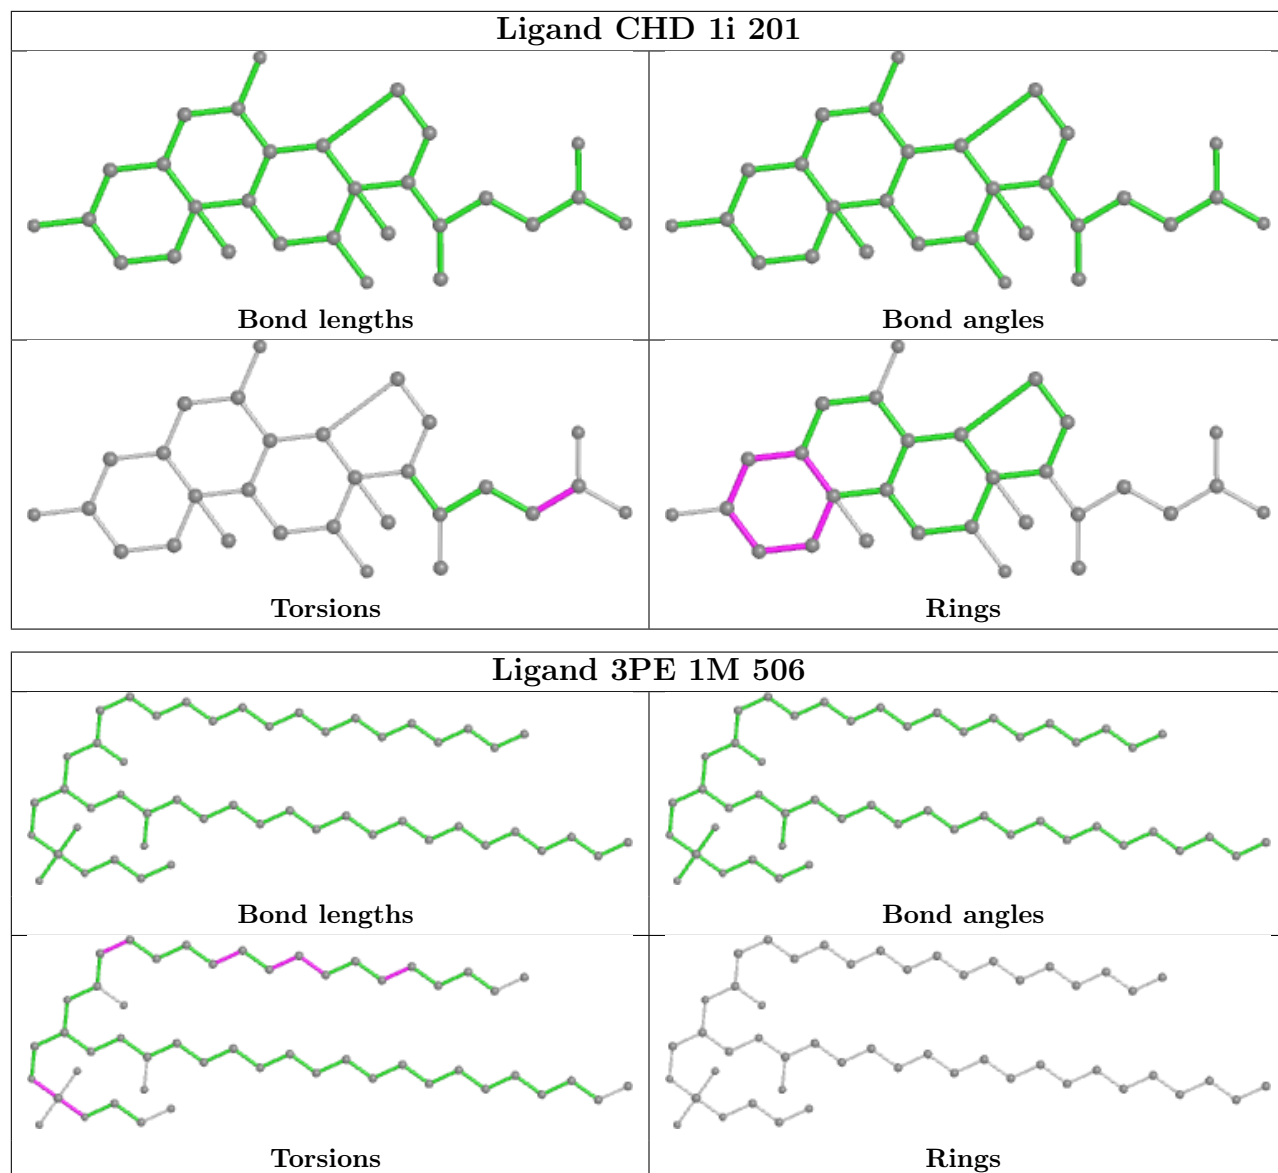 Ligand CHD 1i 201
Bond lengths
Bond angles
Torsions
Rings
Ligand 3PE 1M 506
Bond lengths
Bond angles
Torsions
Rings